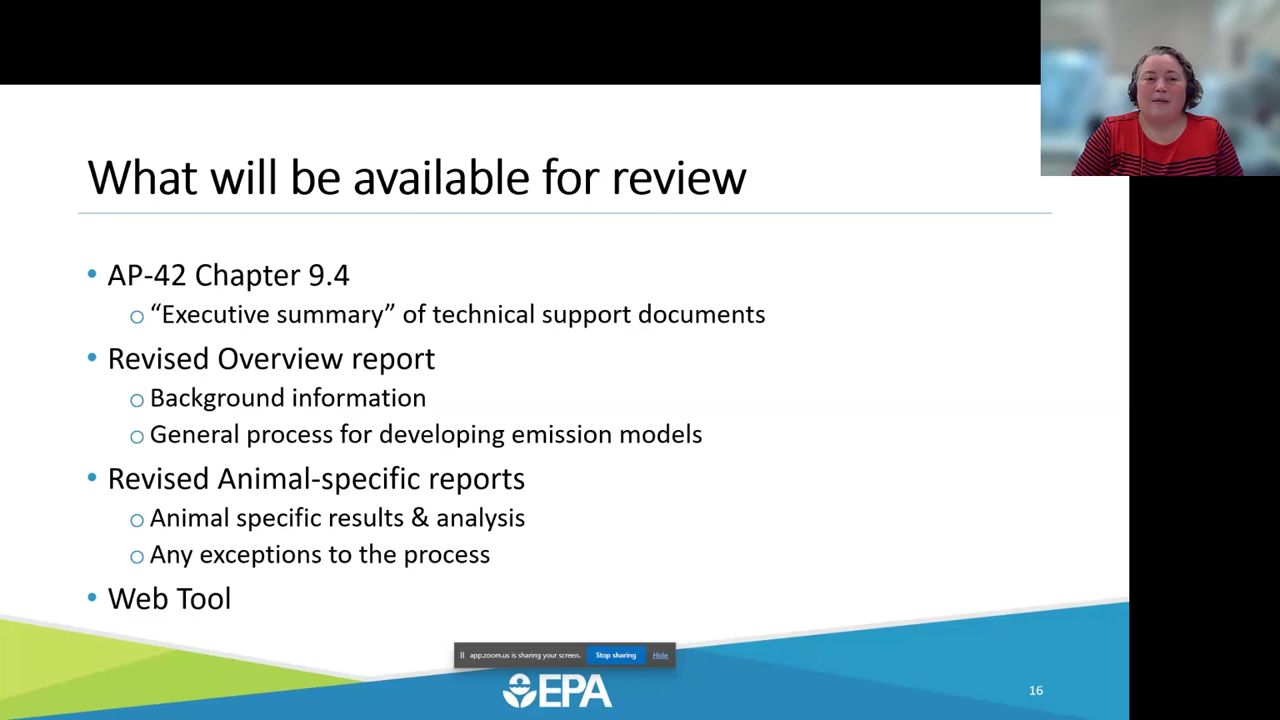 What will be available for review
• AP-42 Chapter 9.4
o “Executive summary” of technical support documents
• Revised Overview report
o Background information
o General process for developing emission models
• Revised Animal-specific reports
o Animal specific results & analysis
o Any exceptions to the process
• Web Tool
app.zoom.us is sharing your screen. Stop sharing Hide
EPA
16